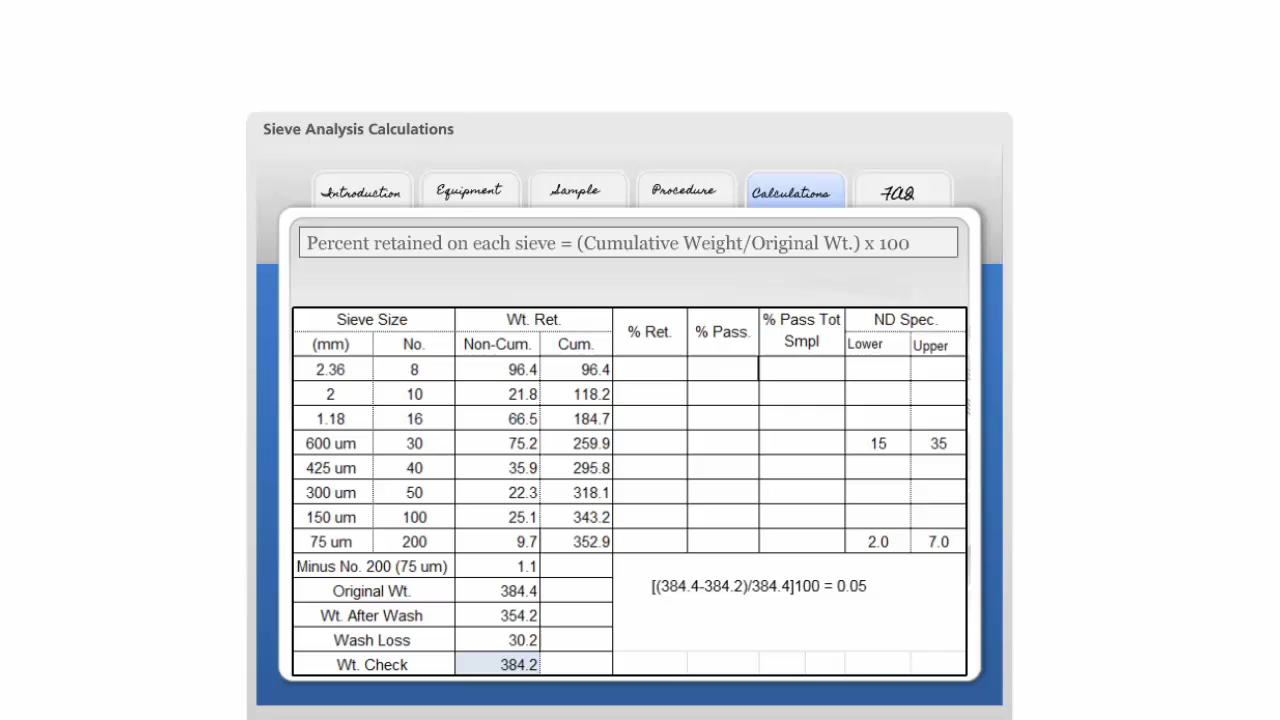 Sieve Analysis Calculations
Introduction Equipment Sample Procedure Calculations FAQ
Percent retained on each sieve = (Cumulative Weight/Original Wt.) x 100
Sieve Size Wt. Ret. % Ret. % Pass. % Pass Tot Smpl ND Spec.
(mm) No. Non-Cum. Cum. Lower Upper
2.36 8 96.4 96.4
2 10 21.8 118.2
1.18 16 66.5 184.7
600 um 30 75.2 259.9 15 35
425 um 40 35.9 295.8
300 um 50 22.3 318.1
150 um 100 25.1 343.2
75 um 200 9.7 352.9 2.0 7.0
Minus No. 200 (75 um) 1.1
Original Wt. 384.4 [(384.4-384.2)/384.4]100 = 0.05
Wt. After Wash 354.2
Wash Loss 30.2
Wt. Check 384.2